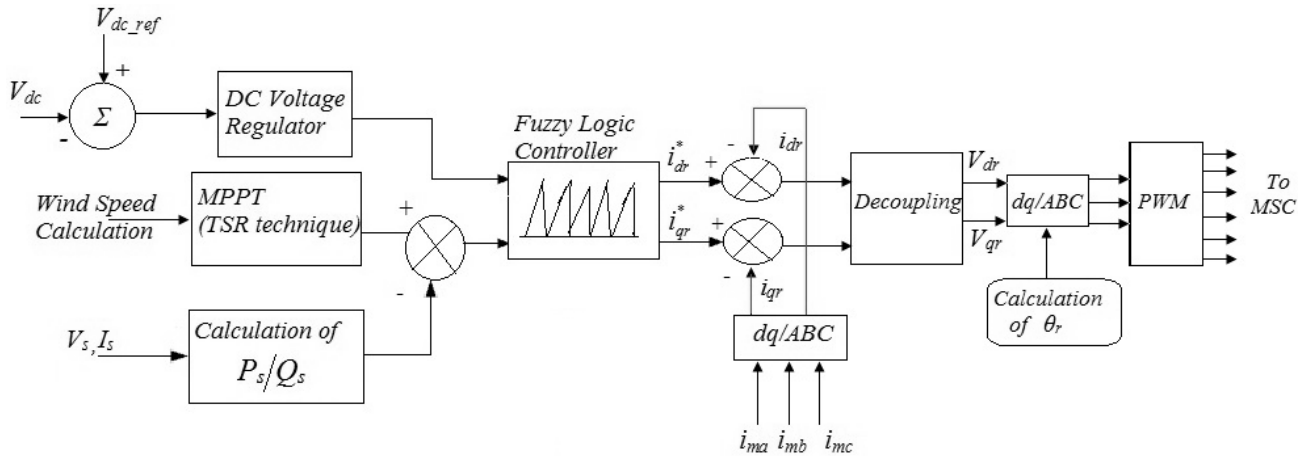 V_dc_ref
+
V_dc
-
Σ
DC Voltage
Regulator
Wind Speed
Calculation
MPPT
(TSR technique)
+
-
V_s, I_s
Calculation of
P_s/Q_s
Fuzzy Logic
Controller
i*_dr
+
-
i_dr
i*_qr
+
-
i_qr
dq/ABC
i_ma i_mb i_mc
Decoupling
V_dr
V_qr
dq/ABC
Calculation
of θ_r
PWM
To
MSC